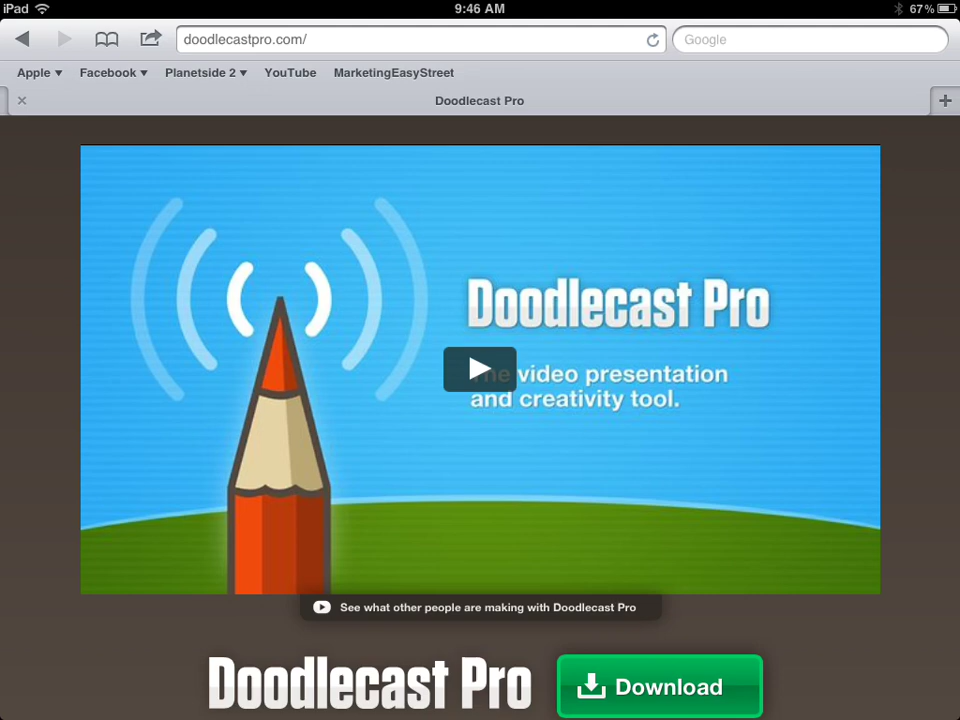 iPad 9:46 AM 67%
doodlecastpro.com/ Google
Apple Facebook Planetside 2 YouTube MarketingEasyStreet
Doodlecast Pro
Doodlecast Pro
The video presentation
and creativity tool.
See what other people are making with Doodlecast Pro
Doodlecast Pro Download